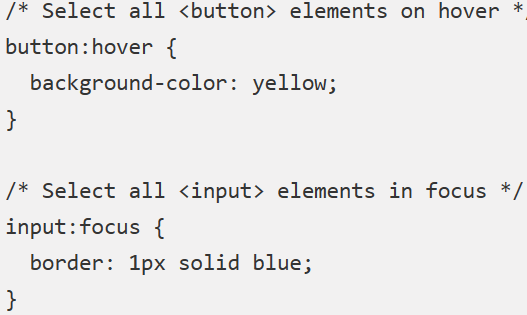 /* Select all <button> elements on hover */
button:hover {
  background-color: yellow;
}
/* Select all <input> elements in focus */
input:focus {
  border: 1px solid blue;
}